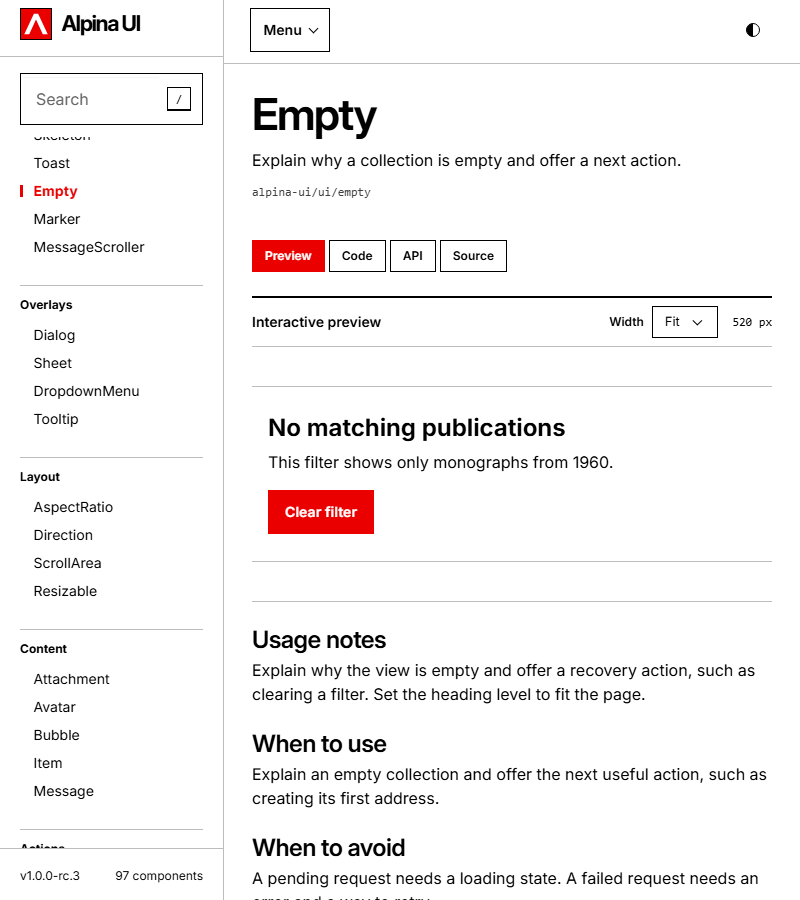 Alpina UI
Search /
Toast
Empty
Marker
MessageScroller
Overlays
Dialog
Sheet
DropdownMenu
Tooltip
Layout
AspectRatio
Direction
ScrollArea
Resizable
Content
Attachment
Avatar
Bubble
Item
Message
v1.0.0-rc.3 97 components
Menu
Empty
Explain why a collection is empty and offer a next action.
alpina-ui/ui/empty
Preview Code API Source
Interactive preview Width Fit 520 px
No matching publications
This filter shows only monographs from 1960.
Clear filter
Usage notes
Explain why the view is empty and offer a recovery action, such as
clearing a filter. Set the heading level to fit the page.
When to use
Explain an empty collection and offer the next useful action, such as
creating its first address.
When to avoid
A pending request needs a loading state. A failed request needs an